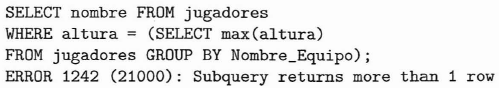 SELECT nombre FROM jugadores
WHERE altura = (SELECT max(altura)
FROM jugadores GROUP BY Nombre_Equipo);
ERROR 1242 (21000): Subquery returns more than 1 row